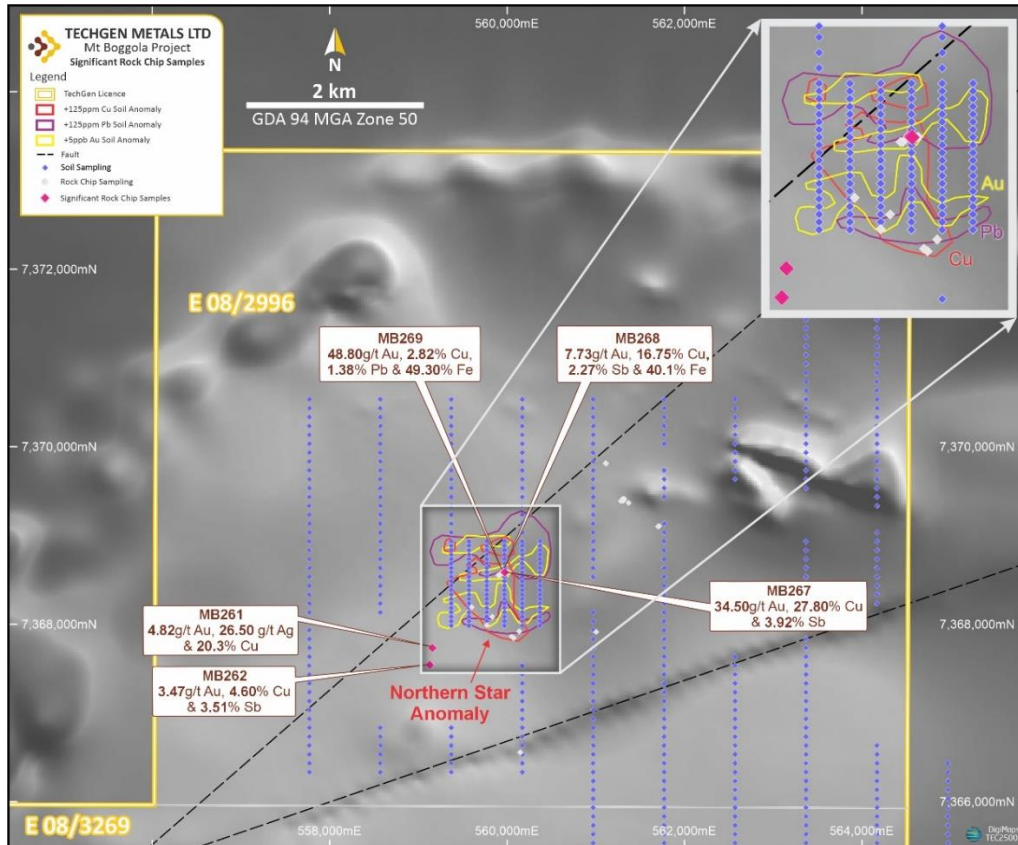 TECHGEN METALS LTD
Mt Boggola Project
Significant Rock Chip Samples
Legend
TechGen Licence
+125ppm Cu Soil Anomaly
+125ppm Pb Soil Anomaly
+5ppb Au Soil Anomaly
Fault
Soil Sampling
Rock Chip Sampling
Significant Rock Chip Samples
560,000mE
562,000mE
N
2 km
GDA 94 MGA Zone 50
Au
Pb
Cu
7,372,000mN
E 08/2996
MB269
48.80g/t Au, 2.82% Cu,
1.38% Pb & 49.30% Fe
MB268
7.73g/t Au, 16.75% Cu,
2.27% Sb & 40.1% Fe
7,370,000mN
7,370,000mN
MB267
34.50g/t Au, 27.80% Cu
& 3.92% Sb
MB261
4.82g/t Au, 26.50 g/t Ag
& 20.3% Cu
7,368,000mN
7,368,000mN
MB262
3.47g/t Au, 4.60% Cu
& 3.51% Sb
Northern Star
Anomaly
7,366,000mN
E 08/3269
558,000mE
560,000mE
562,000mE
564,000mE
DigiMaps
TEC2500